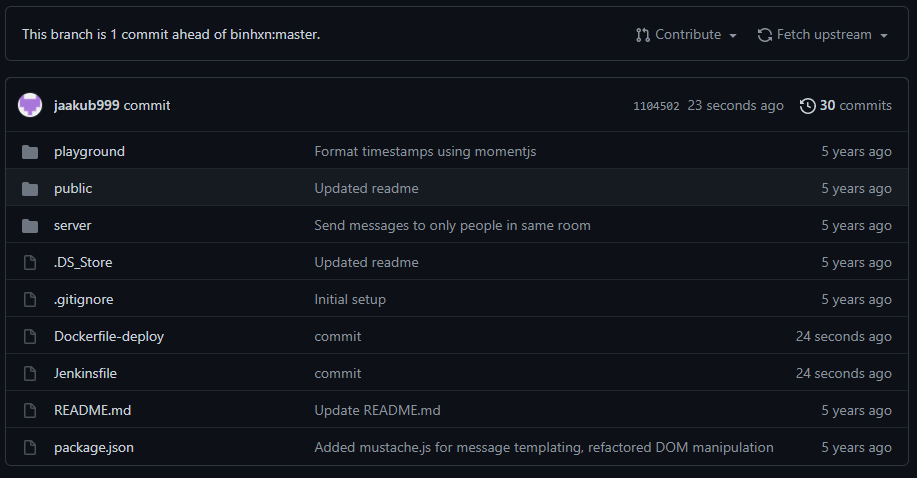 This branch is 1 commit ahead of binhxn:master. Contribute Fetch upstream
jaakub999 commit 1104502 23 seconds ago 30 commits
playground Format timestamps using momentjs 5 years ago
public Updated readme 5 years ago
server Send messages to only people in same room 5 years ago
.DS_Store Updated readme 5 years ago
.gitignore Initial setup 5 years ago
Dockerfile-deploy commit 24 seconds ago
Jenkinsfile commit 24 seconds ago
README.md Update README.md 5 years ago
package.json Added mustache.js for message templating, refactored DOM manipulation 5 years ago